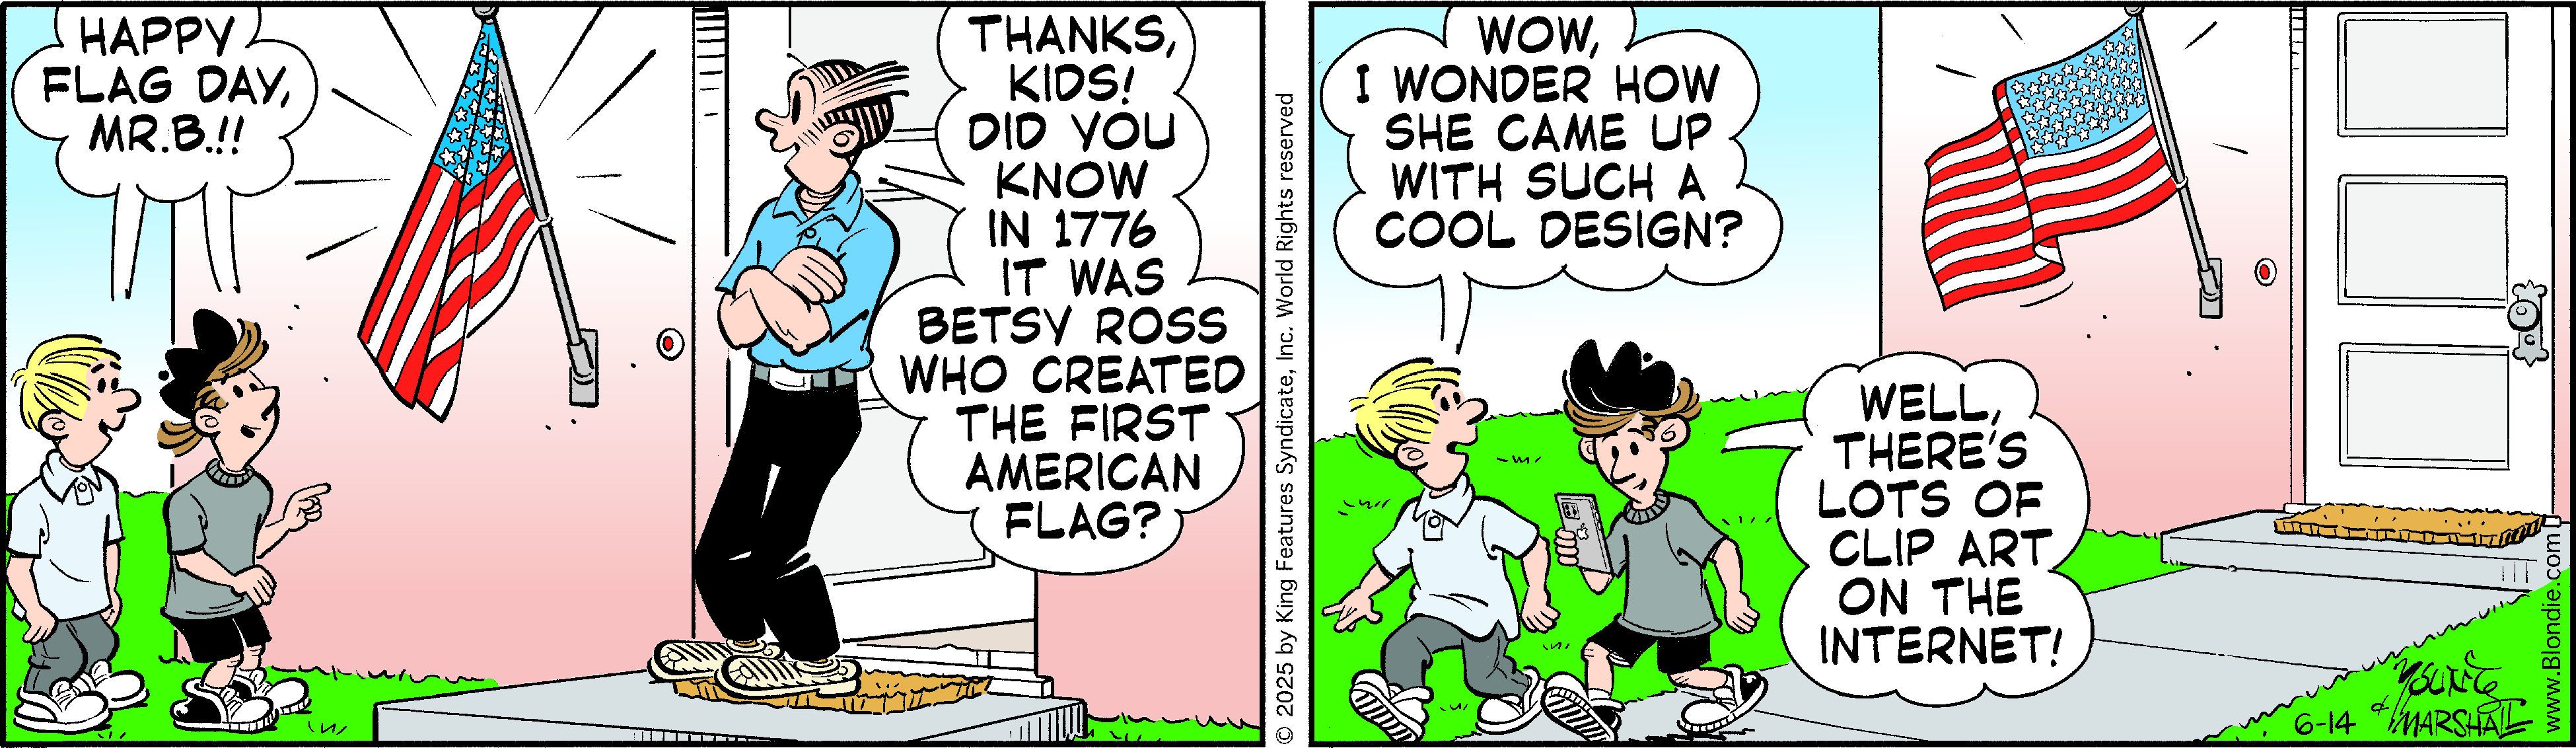 HAPPY
FLAG DAY,
MR.B.!!
THANKS,
KIDS!
DID YOU
KNOW
IN 1776
IT WAS
BETSY ROSS
WHO CREATED
THE FIRST
AMERICAN
FLAG?
© 2025 by King Features Syndicate, Inc. World Rights reserved
WOW,
I WONDER HOW
SHE CAME UP
WITH SUCH A
COOL DESIGN?
WELL,
THERE'S
LOTS OF
CLIP ART
ON THE
INTERNET!
YOUNG
& MARSHALL
6-14
www.Blondie.com